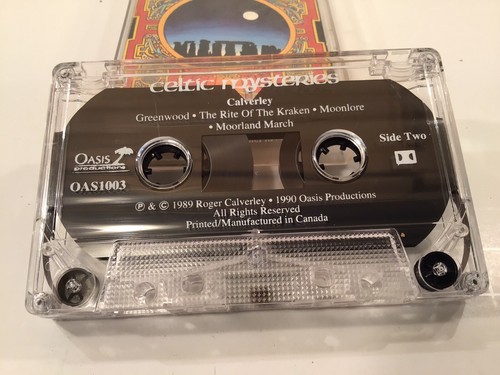 celtic mysteries
Calverley
Greenwood • The Rite Of The Kraken • Moonlore
• Moorland March
Side Two
OASIS
productions
OAS1003
℗ & © 1989 Roger Calverley • 1990 Oasis Productions
All Rights Reserved
Printed/Manufactured in Canada